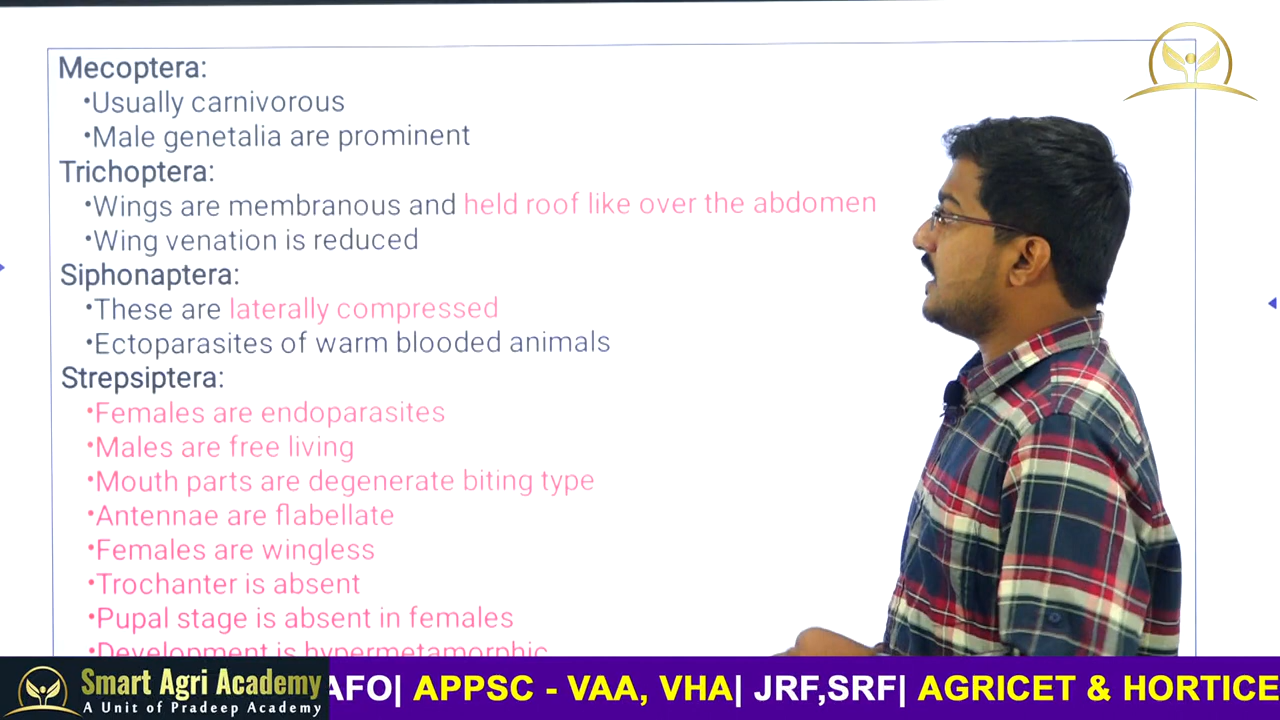 Mecoptera:
•Usually carnivorous
•Male genetalia are prominent
Trichoptera:
•Wings are membranous and held roof like over the abdomen
•Wing venation is reduced
Siphonaptera:
•These are laterally compressed
•Ectoparasites of warm blooded animals
Strepsiptera:
•Females are endoparasites
•Males are free living
•Mouth parts are degenerate biting type
•Antennae are flabellate
•Females are wingless
•Trochanter is absent
•Pupal stage is absent in females
•Development is hypermetamorphic
Smart Agri Academy
A Unit of Pradeep Academy
AFO| APPSC - VAA, VHA| JRF,SRF| AGRICET & HORTICE